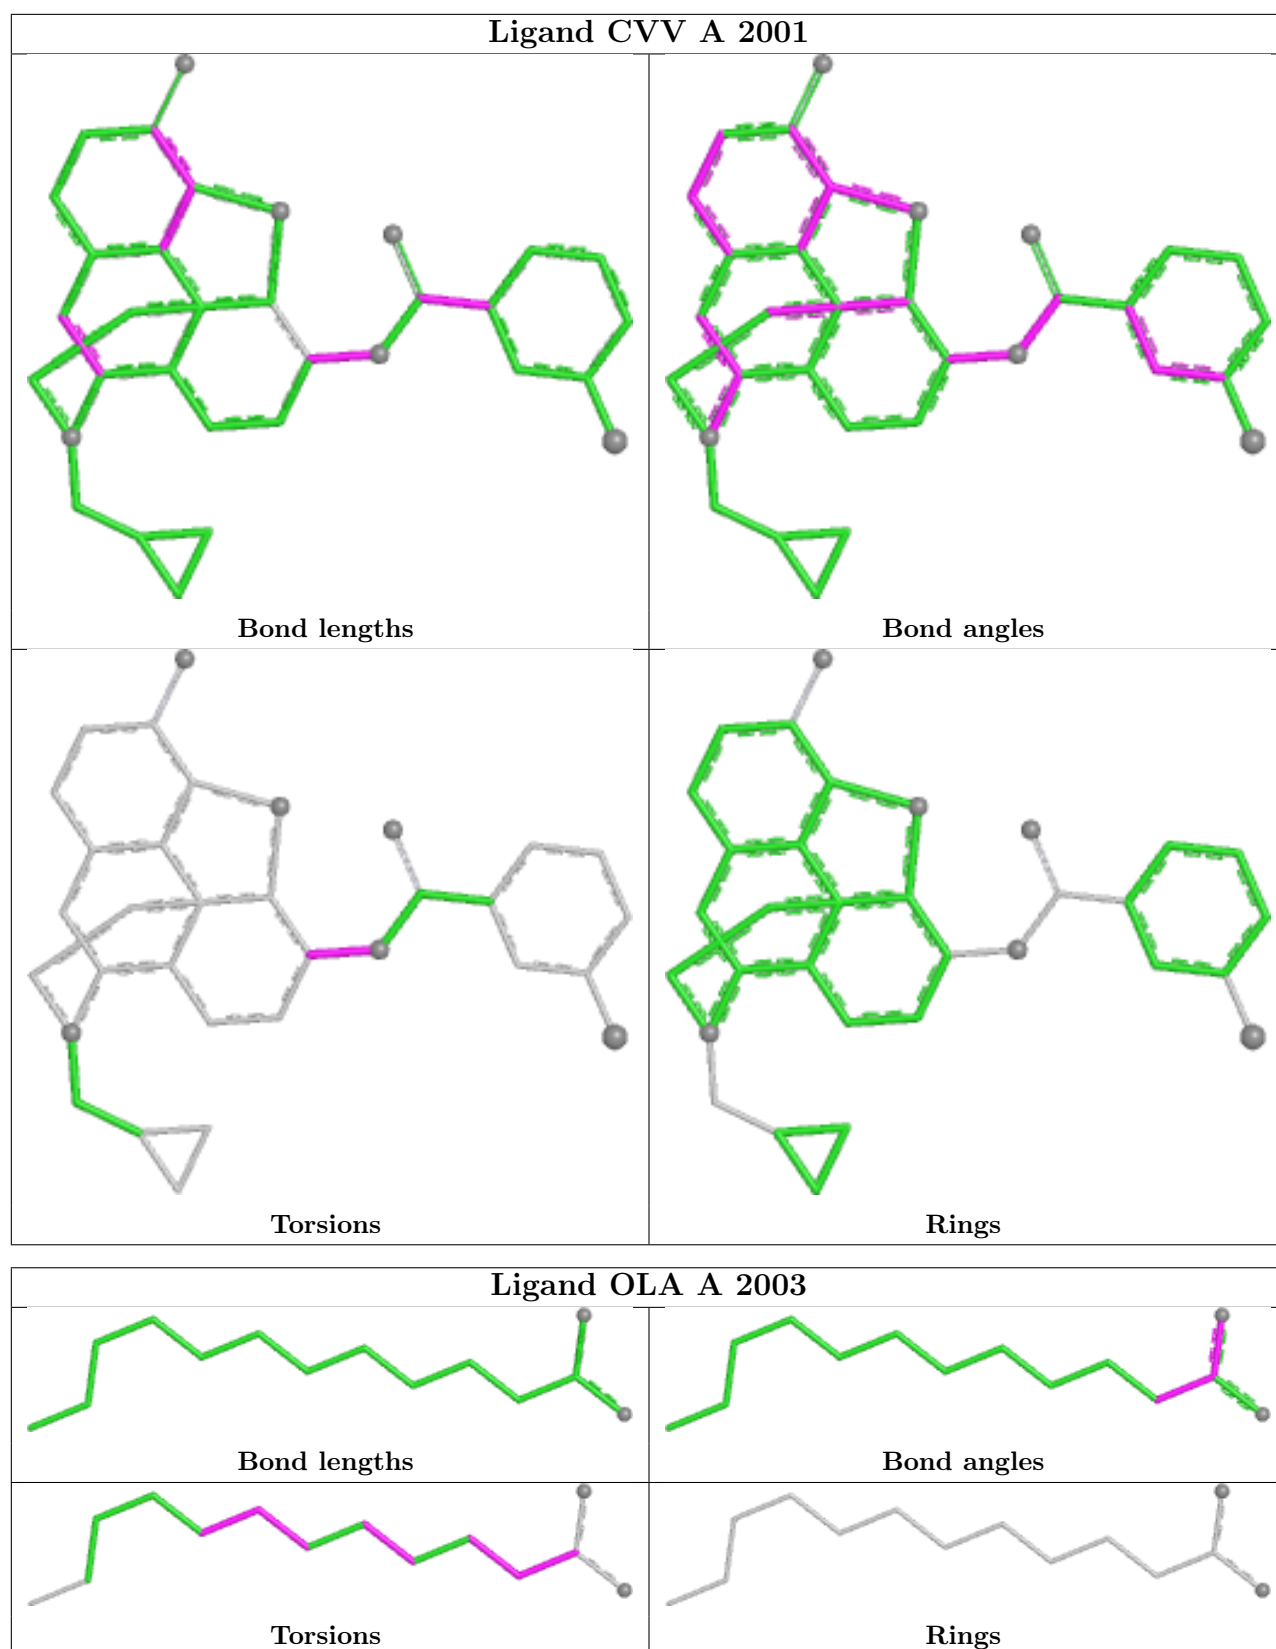 Ligand CVV A 2001
Bond lengths
Bond angles
Torsions
Rings
Ligand OLA A 2003
Bond lengths
Bond angles
Torsions
Rings